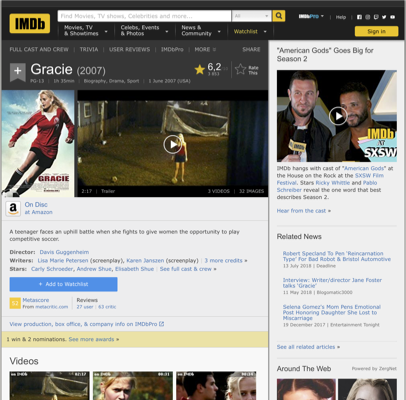 IMDb
Find Movies, TV shows, Celebrities and more...
All
IMDbPro
Help
Movies, TV
& Showtimes
Celebs, Events
& Photos
News &
Community
Watchlist
Sign in
FULL CAST AND CREW | TRIVIA | USER REVIEWS | IMDbPro | MORE
SHARE
Gracie (2007)
PG-13 | 1h 35min | Biography, Drama, Sport | 1 June 2007 (USA)
6,2
Rate
This
GRACIE
2:17 | Trailer
3 VIDEOS | 32 IMAGES
On Disc
at Amazon
A teenager faces an uphill battle when she fights to give women the opportunity to play
competitive soccer.
Director: Davis Guggenheim
Writers: Lisa Marie Petersen (screenplay), Karen Janszen (screenplay) | 3 more credits »
Stars: Carly Schroeder, Andrew Shue, Elisabeth Shue | See full cast & crew »
+ Add to Watchlist
Metascore
From metacritic.com
Reviews
27 user | 63 critic
View production, box office, & company info on IMDbPro
1 win & 2 nominations. See more awards »
Videos
"American Gods" Goes Big for
Season 2
IMDb
at
SXSW
IMDb hangs with cast of "American Gods" at
the House on the Rock at the SXSW Film
Festival. Stars Ricky Whittle and Pablo
Schreiber reveal the one word that best
describes Season 2.
Hear from the cast »
Related News
Robert Specland To Pen 'Reincarnation
Type' For Bad Robot & Bristol Automotive
13 July 2018 | Deadline
Interview: Writer/director Jane Foster
talks 'Gracie'
11 May 2018 | Blogomatic3000
Selena Gomez's Mom Pens Emotional
Post Honoring Daughter She Lost to
Miscarriage
19 December 2017 | Entertainment Tonight
See all related articles »
Around The Web
Powered by ZergNet